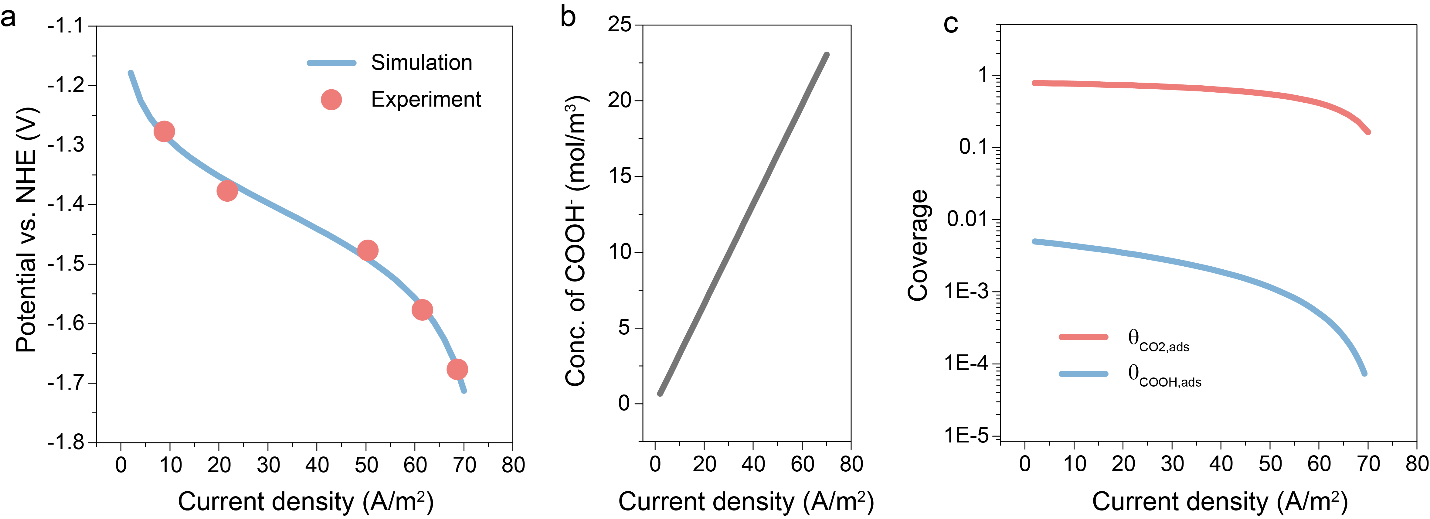 a
-1.1
-1.2
-1.3
-1.4
-1.5
-1.6
-1.7
-1.8
Potential vs. NHE (V)
Simulation
Experiment
0 10 20 30 40 50 60 70 80
Current density (A/m²)
b
25
20
15
10
5
0
Conc. of COOH⁻ (mol/m³)
0 20 40 60 80
Current density (A/m²)
c
1
0.1
0.01
1E-3
1E-4
1E-5
Coverage
θCO2,ads
θCOOH,ads
0 10 20 30 40 50 60 70 80
Current density (A/m²)